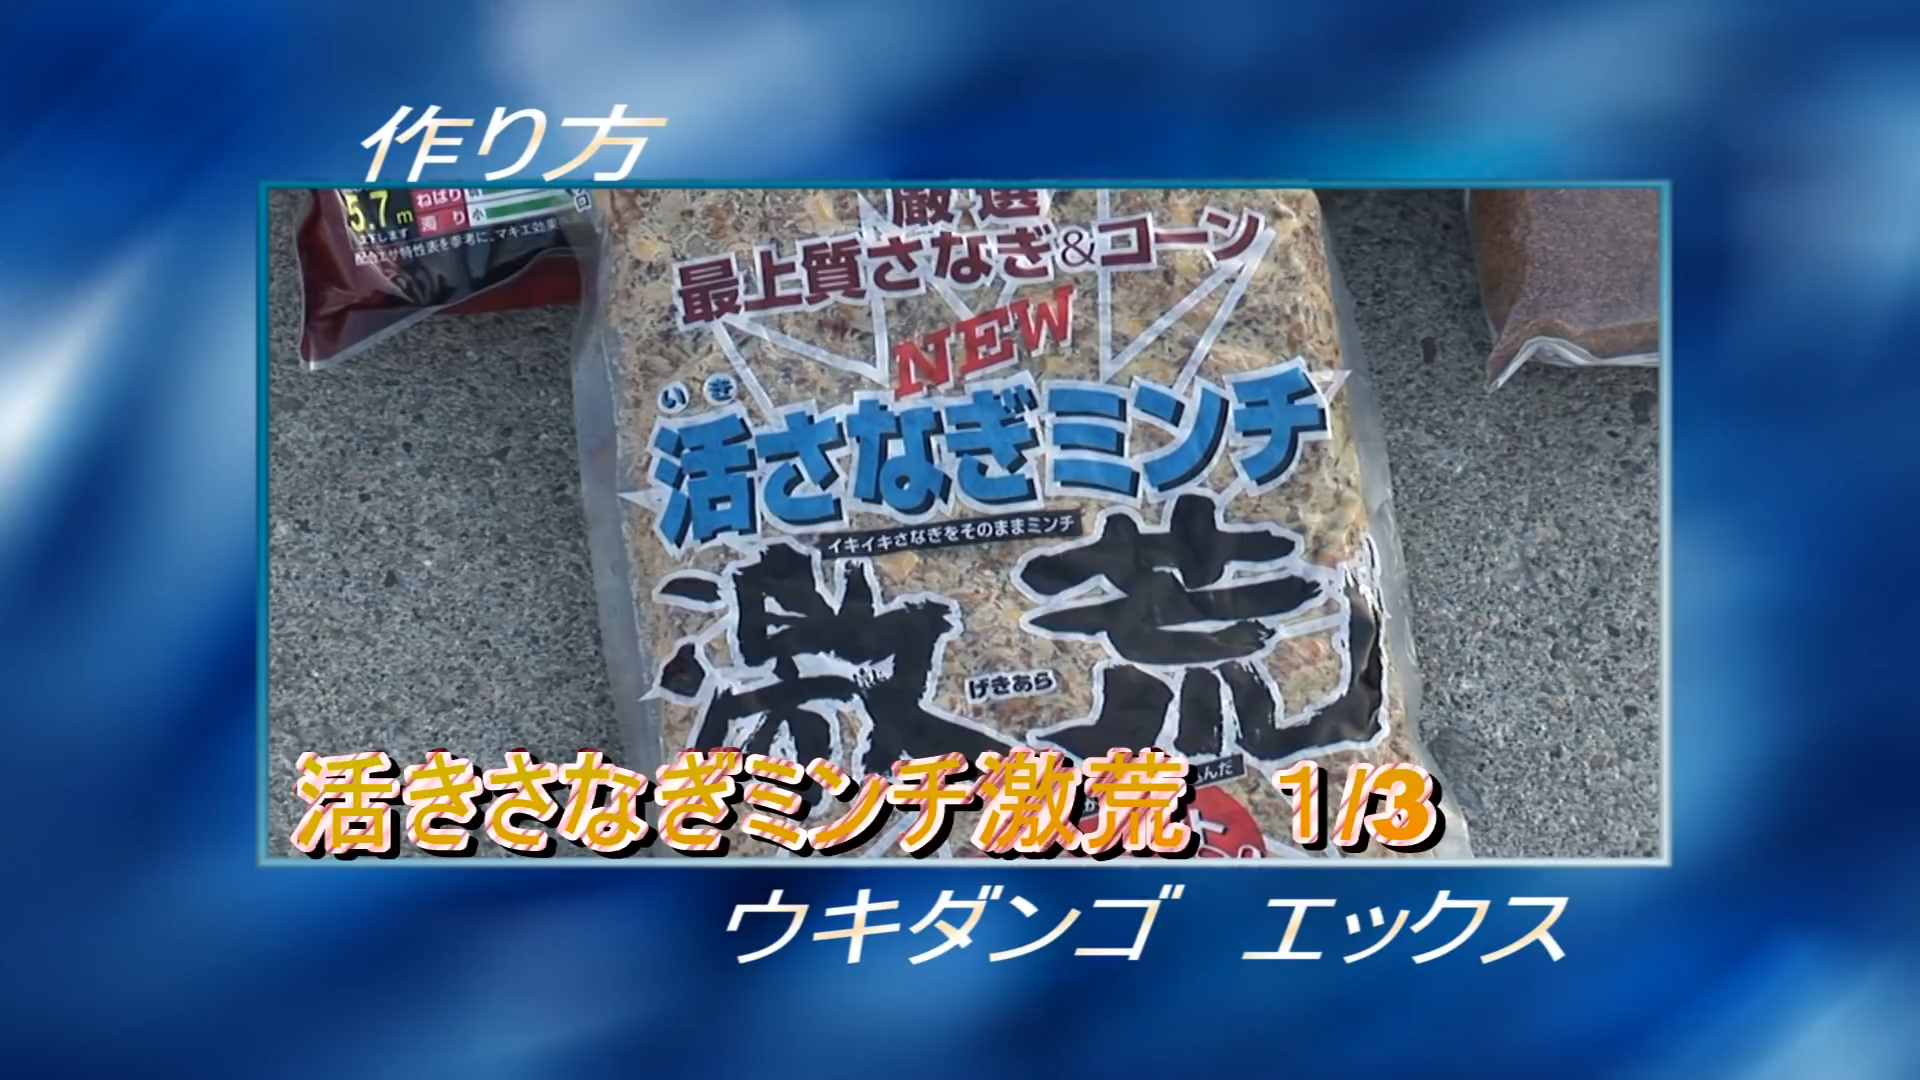 作り方
5.7m
ねばり
濁り 小
配合エサ特性表を参考に、マキエ効果
厳選
最上質さなぎ&コーン
NEW
いき
活さなぎミンチ
イキイキさなぎをそのままミンチ
激荒
げきあら
んだ
活きさなぎミンチ激荒 1/3
ウキダンゴ エックス